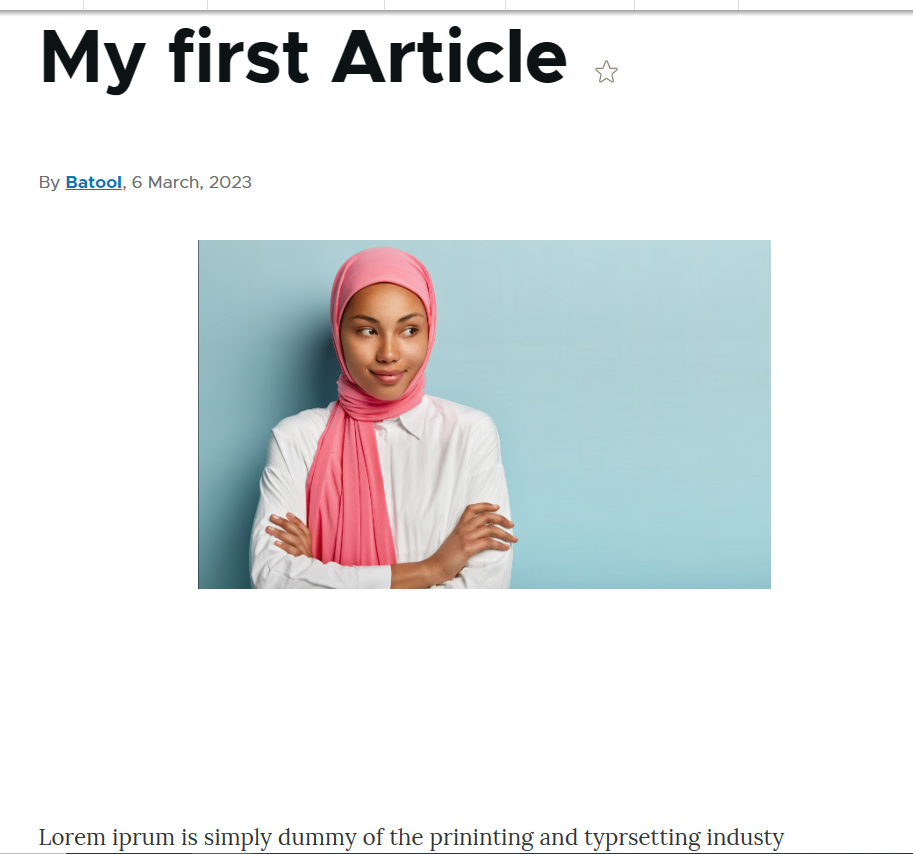 My first Article
By Batool, 6 March, 2023
Lorem iprum is simply dummy of the prininting and typrsetting industy